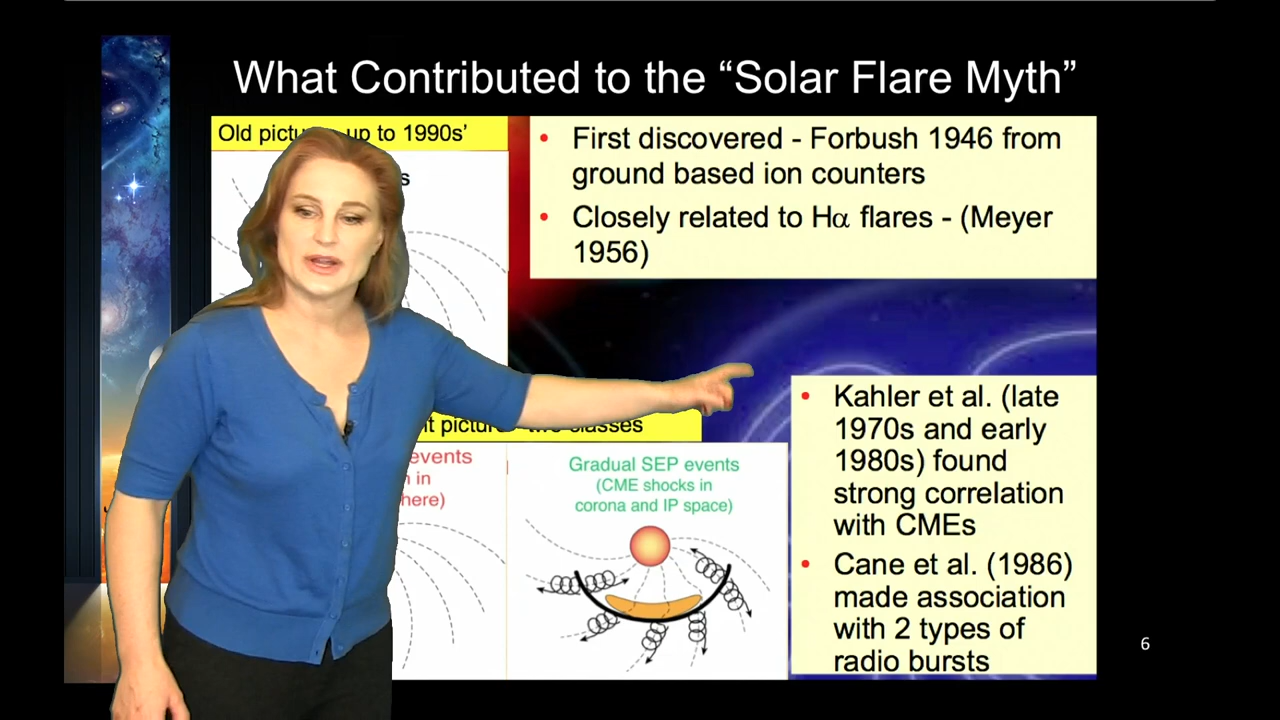 What Contributed to the “Solar Flare Myth”
Old up to 1990s’
• First discovered - Forbush 1946 from
ground based ion counters
• Closely related to Hα flares - (Meyer
1956)
classes
events
in
Gradual SEP events
(CME shocks in
corona and IP space)
• Kahler et al. (late
1970s and early
1980s) found
strong correlation
with CMEs
• Cane et al. (1986)
made association
with 2 types of
radio bursts
6